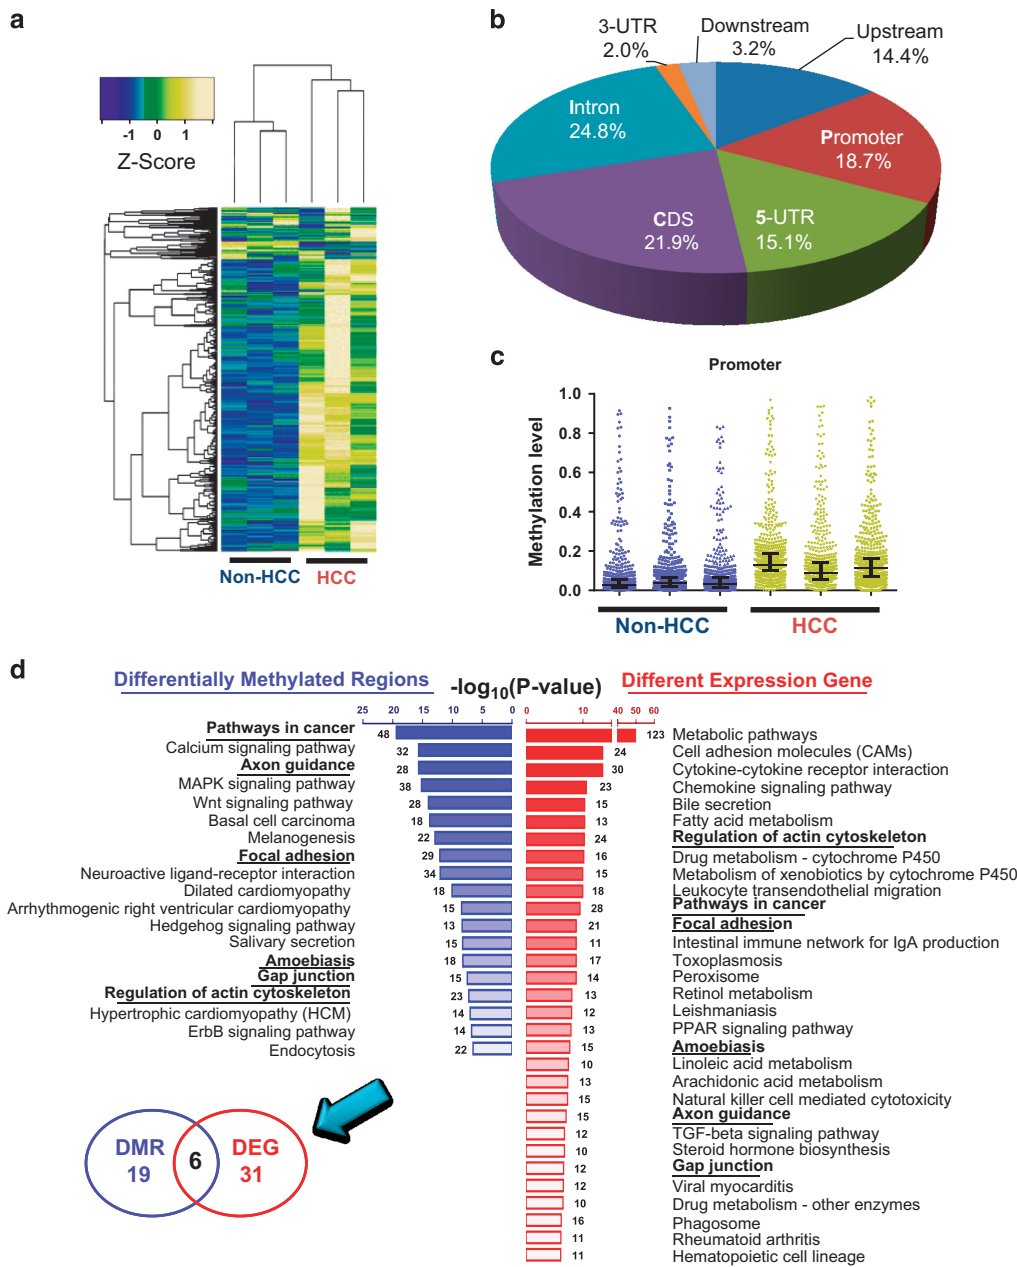 a
-1 0 1
Z-Score
Non-HCC HCC
b
3-UTR
2.0%
Downstream
3.2%
Upstream
14.4%
Intron
24.8%
Promoter
18.7%
CDS
21.9%
5-UTR
15.1%
c
Promoter
Methylation level
1.0
0.8
0.6
0.4
0.2
0.0
Non-HCC HCC
d
Differentially Methylated Regions -log10(P-value) Different Expression Gene
25 20 15 10 5 0 0 10 40 50 60
Pathways in cancer 48
Calcium signaling pathway 32
Axon guidance 28
MAPK signaling pathway 38
Wnt signaling pathway 28
Basal cell carcinoma 18
Melanogenesis 22
Focal adhesion 29
Neuroactive ligand-receptor interaction 34
Dilated cardiomyopathy 18
Arrhythmogenic right ventricular cardiomyopathy 15
Hedgehog signaling pathway 13
Salivary secretion 15
Amoebiasis 18
Gap junction 15
Regulation of actin cytoskeleton 23
Hypertrophic cardiomyopathy (HCM) 14
ErbB signaling pathway 14
Endocytosis 22
123 Metabolic pathways
24 Cell adhesion molecules (CAMs)
30 Cytokine-cytokine receptor interaction
23 Chemokine signaling pathway
15 Bile secretion
13 Fatty acid metabolism
24 Regulation of actin cytoskeleton
16 Drug metabolism - cytochrome P450
15 Metabolism of xenobiotics by cytochrome P450
18 Leukocyte transendothelial migration
28 Pathways in cancer
21 Focal adhesion
11 Intestinal immune network for IgA production
17 Toxoplasmosis
14 Peroxisome
13 Retinol metabolism
12 Leishmaniasis
13 PPAR signaling pathway
15 Amoebiasis
10 Linoleic acid metabolism
13 Arachidonic acid metabolism
15 Natural killer cell mediated cytotoxicity
15 Axon guidance
12 TGF-beta signaling pathway
10 Steroid hormone biosynthesis
12 Gap junction
12 Viral myocarditis
10 Drug metabolism - other enzymes
16 Phagosome
11 Rheumatoid arthritis
11 Hematopoietic cell lineage
DMR
19
6
DEG
31